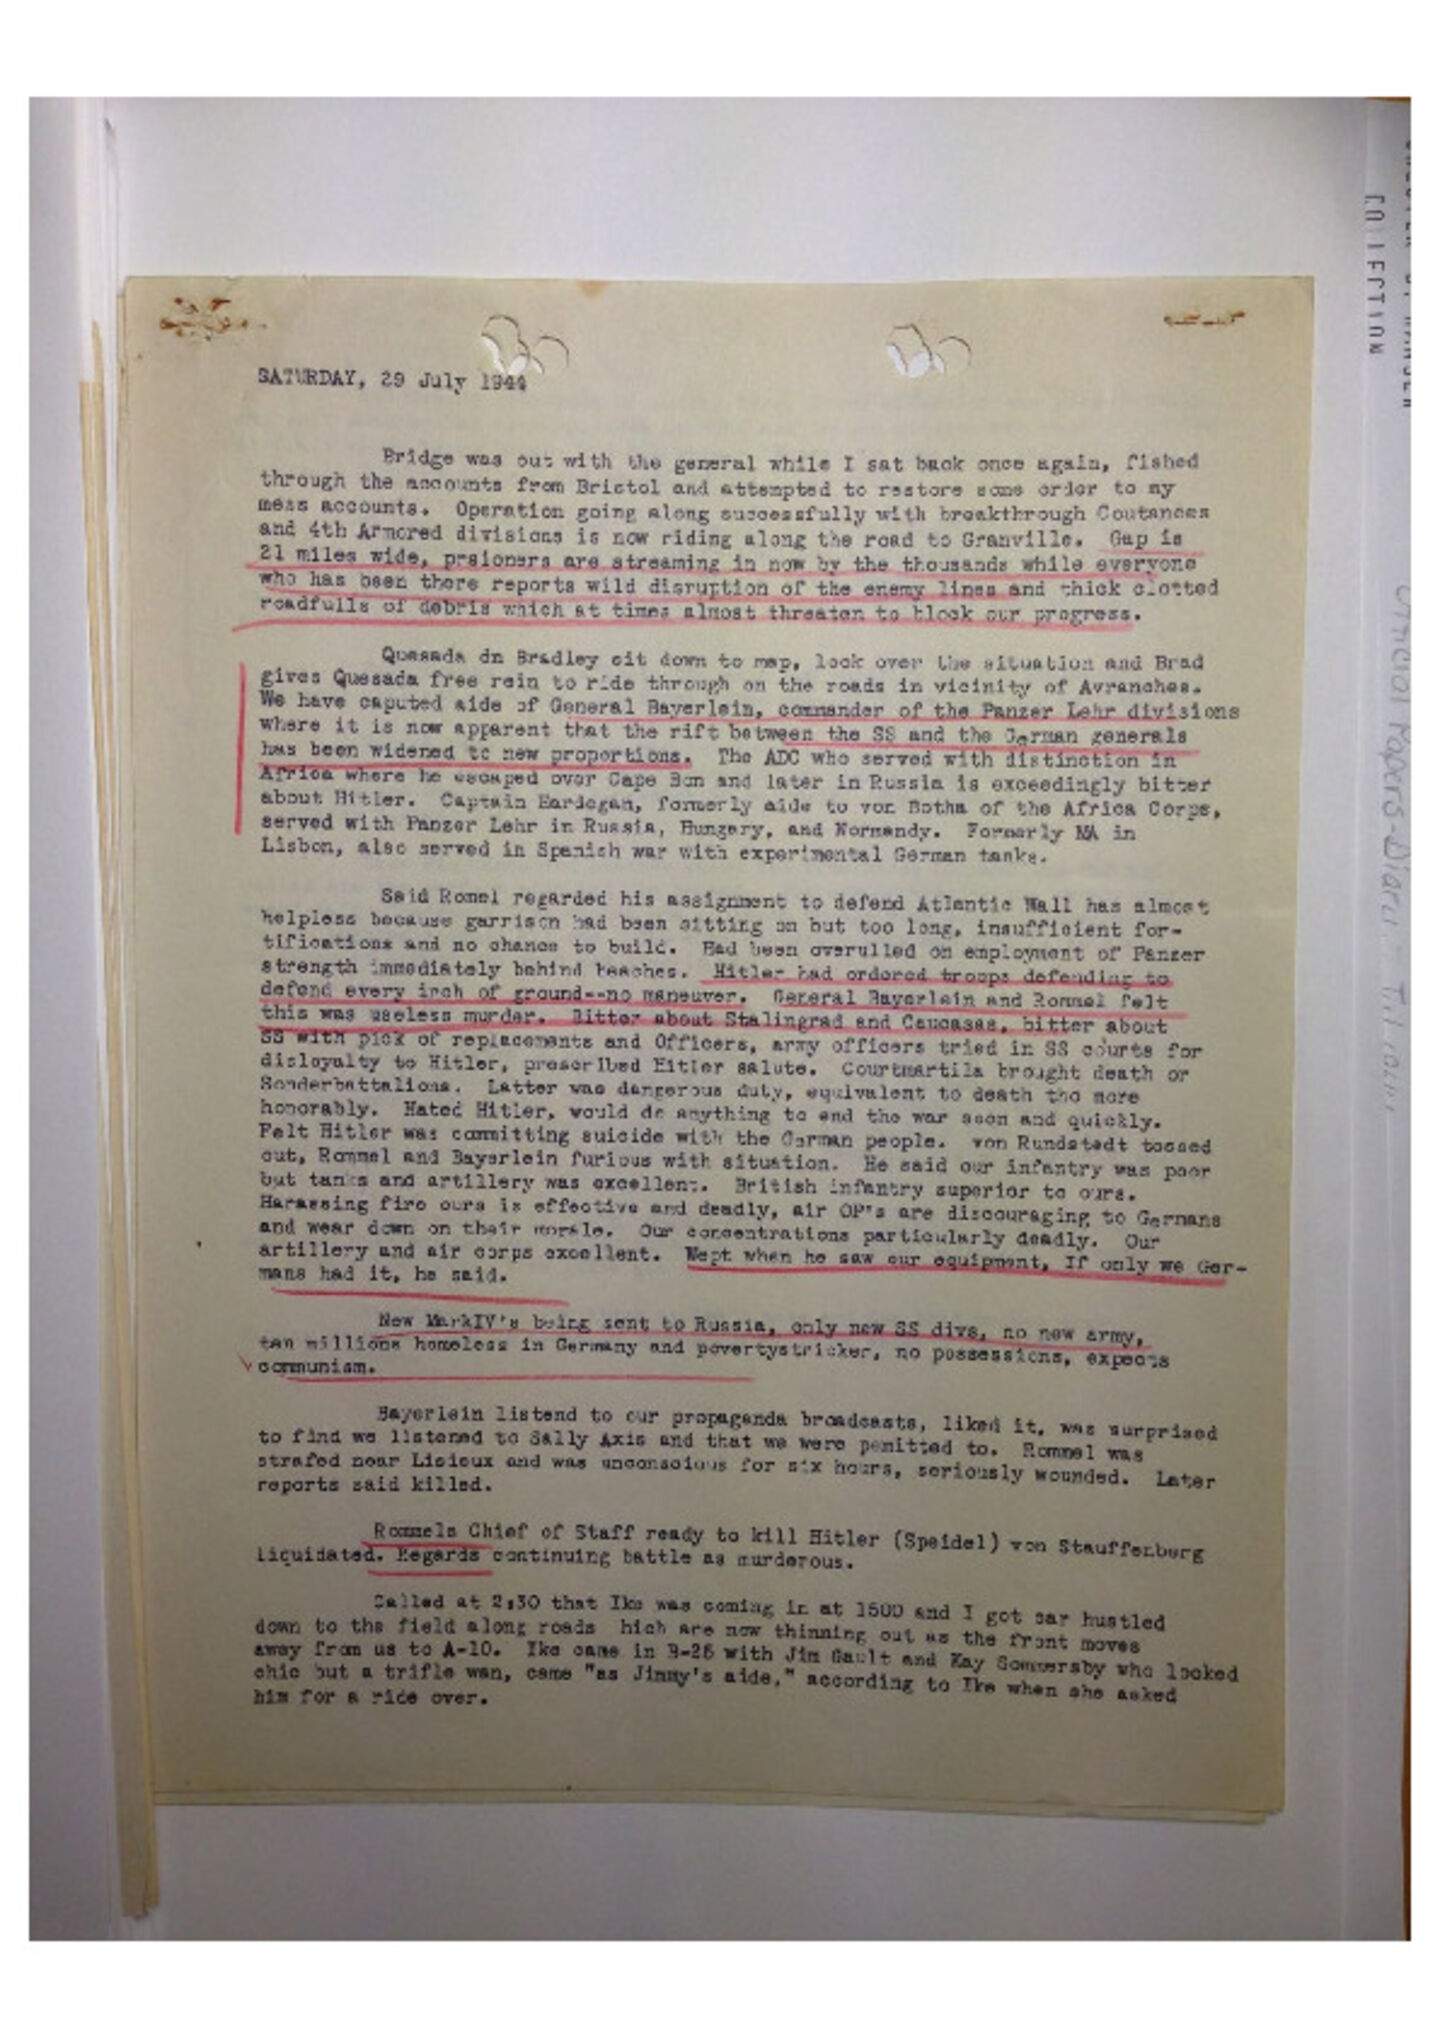 SATURDAY, 29 July 1944
Bridge was out with the general while I sat back once again, fished
through the accounts from Bristol and attempted to restore some order to my
mess accounts. Operation going along successfully with breakthrough Coutances
and 4th Armored divisions is now riding along the road to Granville. Gap is
21 miles wide, prsioners are streaming in now by the thousands while everyone
who has been there reports wild disruption of the enemy lines and thick clotted
roadfulls of debris which at times almost threaten to block our progress.
Quesada dn Bradley sit down to map, look over the situation and Brad
gives Quesada free rein to ride through on the roads in vicinity of Avranches.
We have caputed aide of General Bayerlein, commander of the Panzer Lehr divisions
where it is now apparent that the rift between the SS and the German generals
has been widened to new proportions. The ADC who served with distinction in
Africa where he escaped over Cape Bon and later in Russia is exceedingly bitter
about Hitler. Captain Hardegan, formerly aide to von Botha of the Africa Corps,
served with Panzer Lehr in Russia, Hungary, and Normandy. Formerly MA in
Lisbon, also served in Spanish war with experimental German tanks.
Said Romel regarded his assignment to defend Atlantic Wall has almost
helpless because garrison had been sitting on but too long, insufficient for-
tifications and no chance to build. Had been overulled on employment of Panzer
strength immediately behind beaches. Hitler had ordered troops defending to
defend every inch of ground--no maneuver. General Bayerlein and Rommel felt
this was useless murder. Bitter about Stalingrad and Caucasas, bitter about
SS with pick of replacements and Officers, army officers tried in SS courts for
disloyalty to Hitler, prescribed Hitler salute. Courtmartila brought death or
Sonderbattalions. Latter was dangerous duty, equivalent to death tho more
honorably. Hated Hitler, would do anything to end the war soon and quickly.
Felt Hitler was committing suicide with the German people. von Rundstedt tossed
out, Rommel and Bayerlein furious with situation. He said our infantry was poor
but tanks and artillery was excellent. British infantry superior to ours.
Harassing fire ours is effective and deadly, air OP's are discouraging to Germans
and wear down on their morale. Our concentrations particularly deadly. Our
artillery and air corps excellent. Wept when he saw our equipment, If only we Ger-
mans had it, he said.
New MarkIV's being sent to Russia, only new SS divs, no new army,
ten millions homeless in Germany and povertystricker, no possessions, expects
communism.
Bayerlein listend to our propaganda broadcasts, liked it, was surprised
to find we listened to Sally Axis and that we were pemitted to. Rommel was
strafed near Lisieux and was unconscious for six hours, seriously wounded. Later
reports said killed.
Rommels Chief of Staff ready to kill Hitler (Speidel) von Stauffenburg
liquidated. Regards continuing battle as murderous.
Called at 2:30 that Ike was coming in at 1500 and I got car hustled
down to the field along roads hich are now thinning out as the front moves
away from us to A-10. Ike came in B-25 with Jim Gault and Kay Sommersby who looked
chic but a trifle wan, came "as Jimmy's aide," according to Ike when she asked
him for a ride over.
COLLECTION
Official Papers-Diary